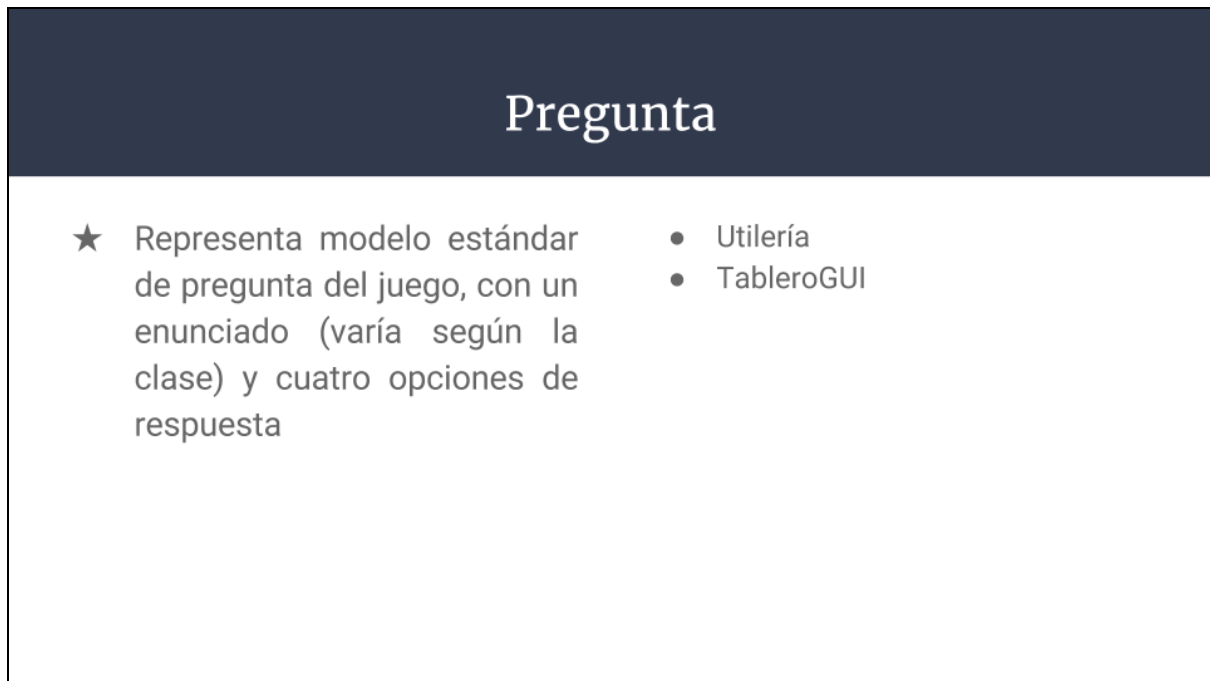 Pregunta
★ Representa modelo estándar
de pregunta del juego, con un
enunciado (varía según la
clase) y cuatro opciones de
respuesta
● Utilería
● TableroGUI